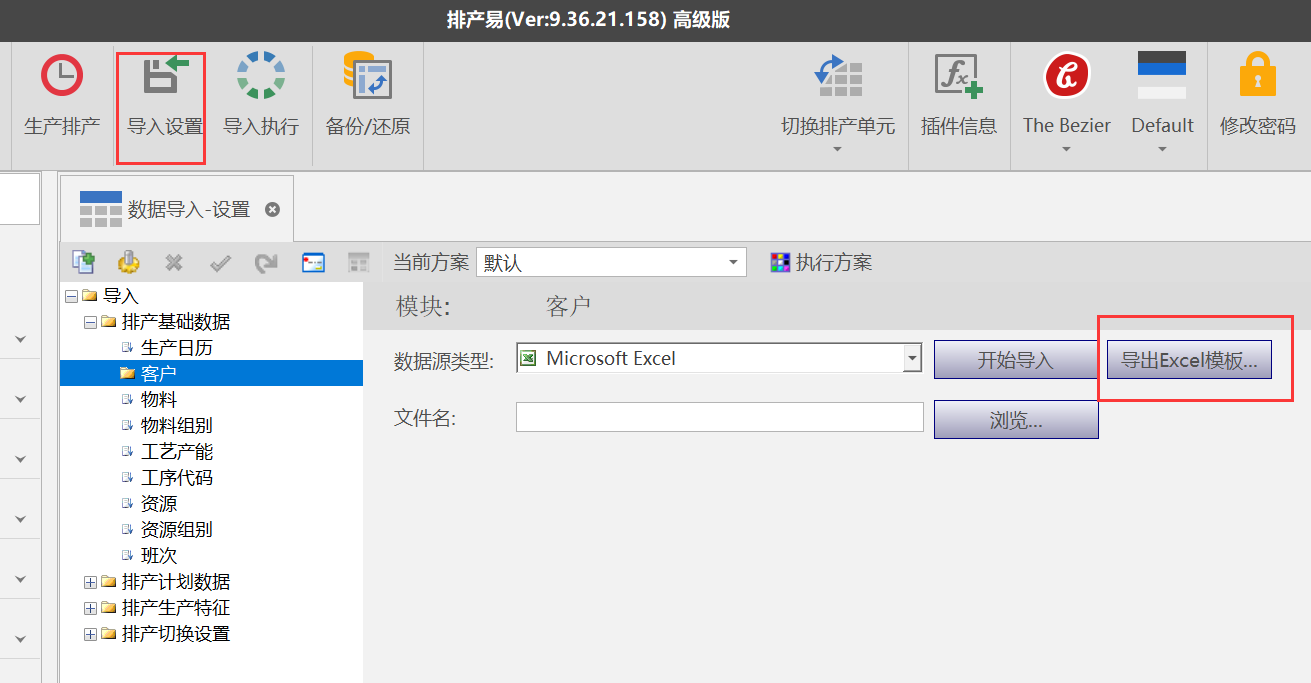 排产易(Ver:9.36.21.158) 高级版
生产排产
导入设置
导入执行
备份/还原
切换排产单元
插件信息
The Bezier
Default
修改密码
数据导入-设置
当前方案
默认
执行方案
导入
排产基础数据
生产日历
客户
物料
物料组别
工艺产能
工序代码
资源
资源组别
班次
排产计划数据
排产生产特征
排产切换设置
模块:
客户
数据源类型:
Microsoft Excel
开始导入
导出Excel模板...
文件名:
浏览...